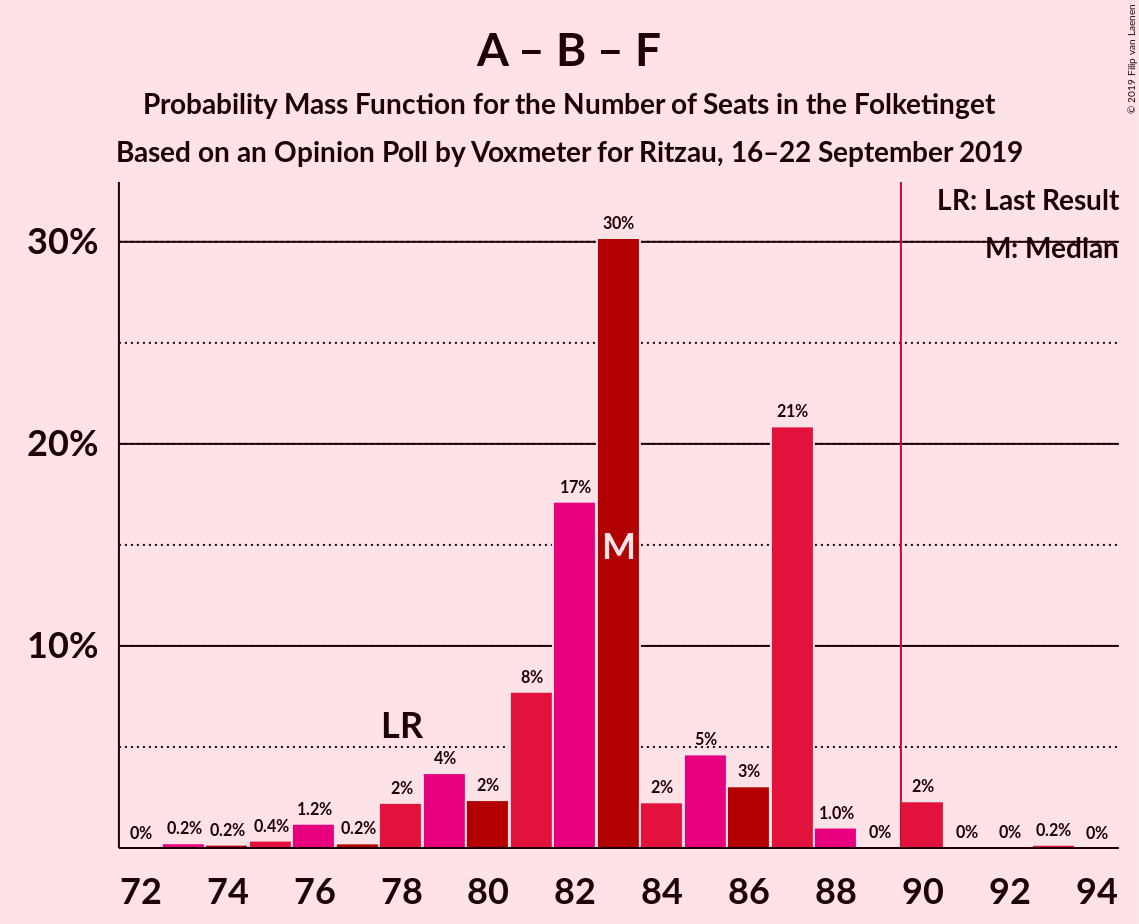 A – B – F
Probability Mass Function for the Number of Seats in the Folketinget
Based on an Opinion Poll by Voxmeter for Ritzau, 16–22 September 2019
© 2019 Filip van Laenen
LR: Last Result
M: Median
30%
20%
10%
0%
0.2%
0.2%
0.4%
1.2%
0.2%
2%
LR
4%
2%
8%
17%
30%
M
2%
5%
3%
21%
1.0%
0%
2%
0%
0%
0.2%
0%
72 74 76 78 80 82 84 86 88 90 92 94